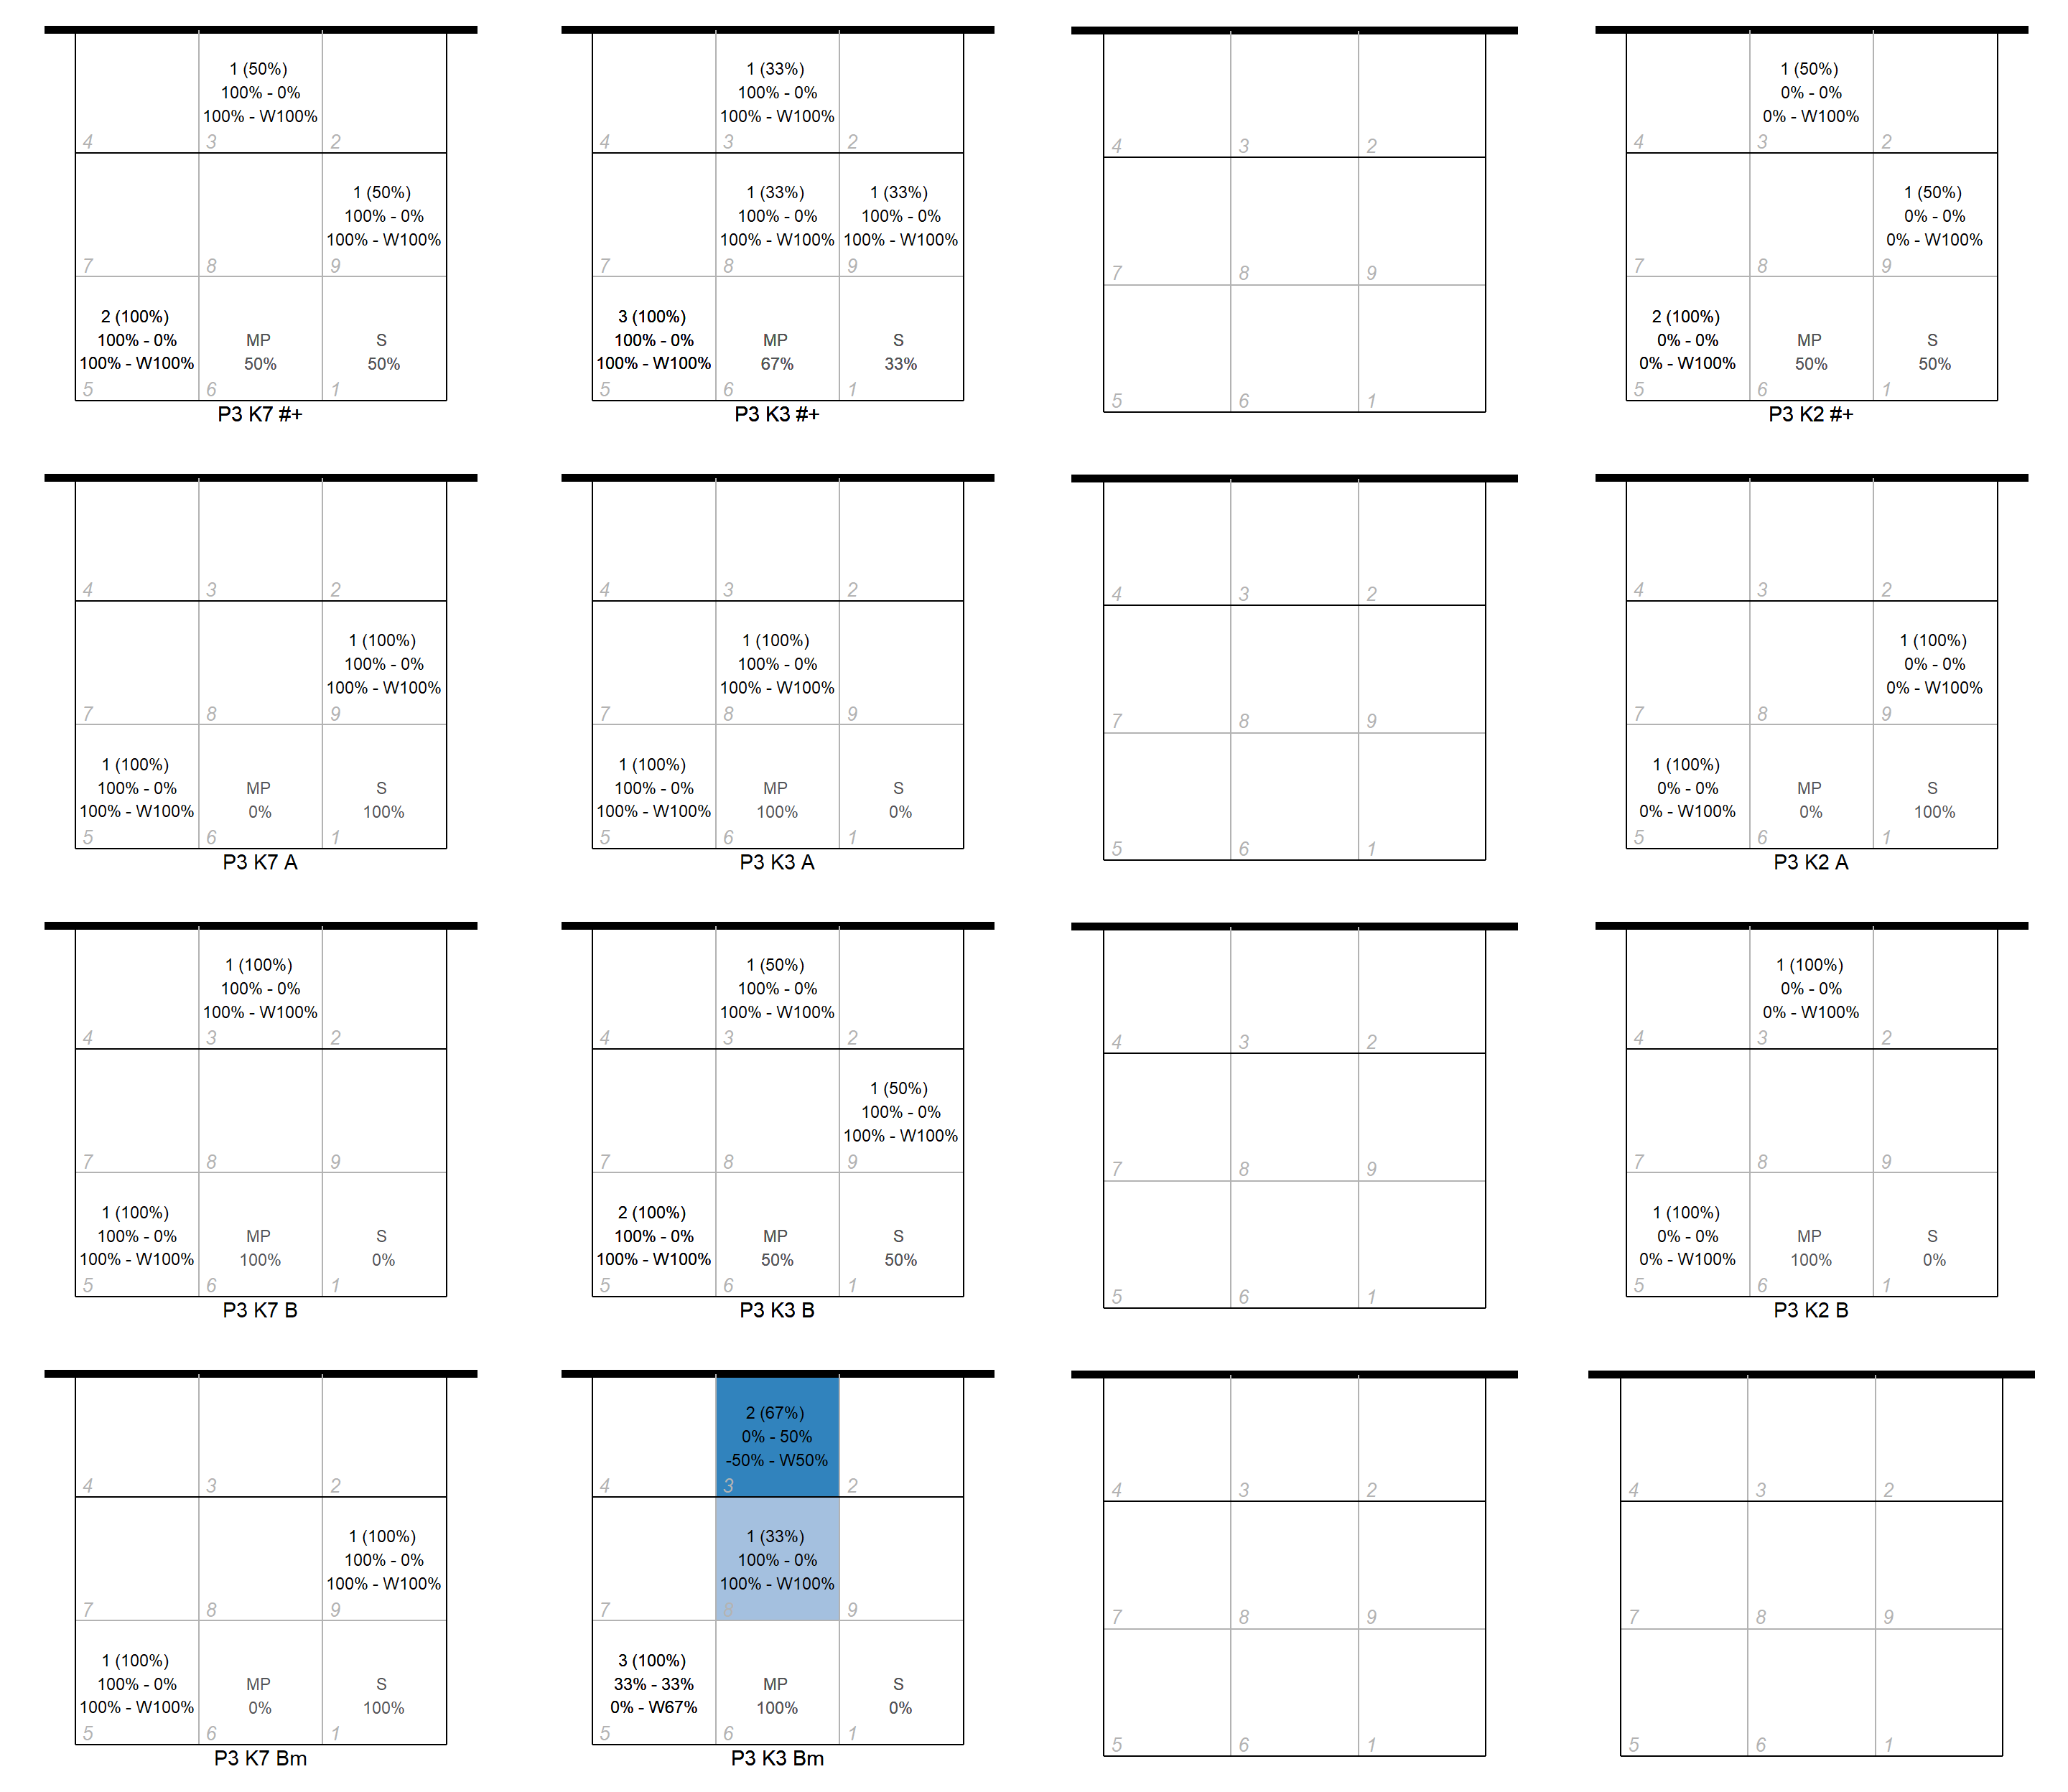 1 (50%)
100% - 0%
100% - W100%
4
3
2
1 (50%)
100% - 0%
100% - W100%
7
8
9
2 (100%)
100% - 0%
100% - W100%
MP
50%
S
50%
5
6
1
P3 K7 #+
1 (33%)
100% - 0%
100% - W100%
4
3
2
1 (33%)
100% - 0%
100% - W100%
1 (33%)
100% - 0%
100% - W100%
7
8
9
3 (100%)
100% - 0%
100% - W100%
MP
67%
S
33%
5
6
1
P3 K3 #+
4
3
2
7
8
9
5
6
1
1 (50%)
0% - 0%
0% - W100%
4
3
2
1 (50%)
0% - 0%
0% - W100%
7
8
9
2 (100%)
0% - 0%
0% - W100%
MP
50%
S
50%
5
6
1
P3 K2 #+
4
3
2
1 (100%)
100% - 0%
100% - W100%
7
8
9
1 (100%)
100% - 0%
100% - W100%
MP
0%
S
100%
5
6
1
P3 K7 A
4
3
2
1 (100%)
100% - 0%
100% - W100%
7
8
9
1 (100%)
100% - 0%
100% - W100%
MP
100%
S
0%
5
6
1
P3 K3 A
4
3
2
7
8
9
5
6
1
4
3
2
1 (100%)
0% - 0%
0% - W100%
7
8
9
1 (100%)
0% - 0%
0% - W100%
MP
0%
S
100%
5
6
1
P3 K2 A
1 (100%)
100% - 0%
100% - W100%
4
3
2
7
8
9
1 (100%)
100% - 0%
100% - W100%
MP
100%
S
0%
5
6
1
P3 K7 B
1 (50%)
100% - 0%
100% - W100%
4
3
2
1 (50%)
100% - 0%
100% - W100%
7
8
9
2 (100%)
100% - 0%
100% - W100%
MP
50%
S
50%
5
6
1
P3 K3 B
4
3
2
7
8
9
5
6
1
1 (100%)
0% - 0%
0% - W100%
4
3
2
7
8
9
1 (100%)
0% - 0%
0% - W100%
MP
100%
S
0%
5
6
1
P3 K2 B
4
3
2
1 (100%)
100% - 0%
100% - W100%
7
8
9
1 (100%)
100% - 0%
100% - W100%
MP
0%
S
100%
5
6
1
P3 K7 Bm
2 (67%)
0% - 50%
-50% - W50%
4
3
2
1 (33%)
100% - 0%
100% - W100%
7
8
9
3 (100%)
33% - 33%
0% - W67%
MP
100%
S
0%
5
6
1
P3 K3 Bm
4
3
2
7
8
9
5
6
1
4
3
2
7
8
9
5
6
1